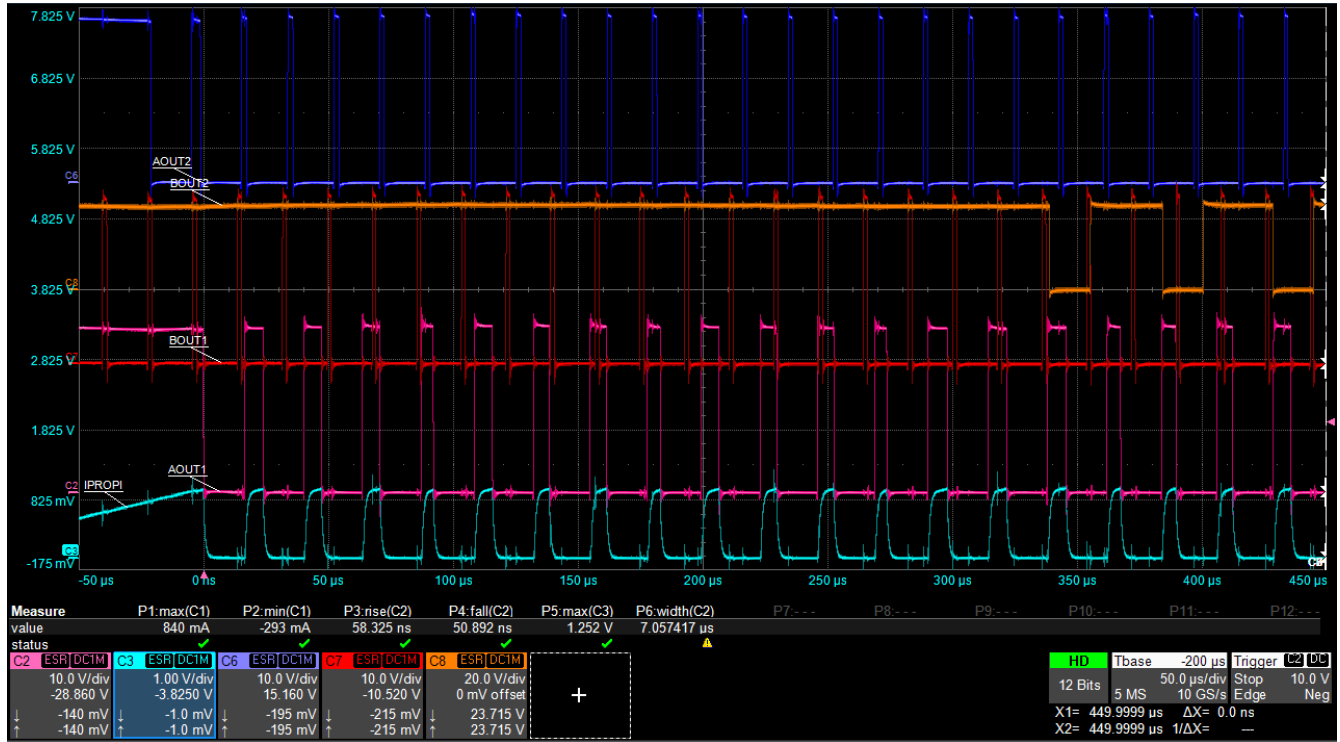 7.825 V
6.825 V
5.825 V
AOUT2
C6
BOUT2
4.825 V
C8
3.825 V
BOUT1
C7
2.825 V
1.825 V
AOUT1
C2 IPROPI
825 mV
C3
-175 mV
-50 µs 0 ns 50 µs 100 µs 150 µs 200 µs 250 µs 300 µs 350 µs 400 µs 450 µs
Measure P1:max(C1) P2:min(C1) P3:rise(C2) P4:fall(C2) P5:max(C3) P6:width(C2) P7:- - - P8:- - - P9:- - - P10:- - - P11:- - - P12:- - -
value 840 mA -293 mA 58.325 ns 50.892 ns 1.252 V 7.057417 µs
status
C2 ESR DC1M C3 ESR DC1M C6 ESR DC1M C7 ESR DC1M C8 ESR DC1M HD Tbase -200 µs Trigger C2 DC
10.0 V/div 1.00 V/div 10.0 V/div 10.0 V/div 20.0 V/div 12 Bits 50.0 µs/div Stop 10.0 V
-28.860 V -3.8250 V 15.160 V -10.520 V 0 mV offset 5 MS 10 GS/s Edge Neg
↓ -140 mV ↓ -1.0 mV ↓ -195 mV ↓ -215 mV ↓ 23.715 V X1= 449.9999 µs ΔX= 0.0 ns
↑ -140 mV ↑ -1.0 mV ↑ -195 mV ↑ -215 mV ↑ 23.715 V X2= 449.9999 µs 1/ΔX= ---